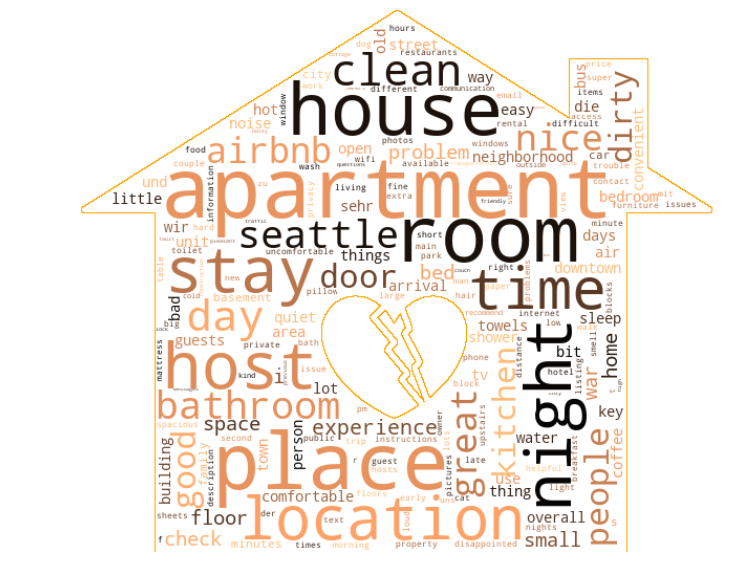 hours
old
dog
street
restaurants
clean
way
city
work
different
communication
bus
price
super
items
die
access
dirty
convenient
house
window
hot
email
easy
rental
difficult
nice
noise
photos
windows
food
airbnb
open
problem
neighborhood
car
trouble
outside
couple
wash
wifi
available
questions
contact
mit
und
information
apartment
living
fine
extra
privacy
sure
view
friendly
bedroom
furniture
issues
little
sehr
wir
hard
traffic
seattle
room
short
main
park
minute
days
unit
toilet
uncomfortable
things
right
air
table
stay
door
bed
man
couch
problems
downtown
cold
new
pillow
arrival
hair
paper
blocks
basement
large
time
bad
day
quiet
recommend
internet
low
walk
sleep
big
area
towels
private
bath
shower
distance
smell
home
guests
phone
night
bit
mattress
host
issue
kind
i
tv
kitchen
hotel
listing
war
bathroom
lot
pm
block
great
key
spacious
space
person
experience
owner
upstairs
water
coffee
building
good
family
second
town
public
trip
instructions
lots
breakfast
people
description
place
r
guest
hosts
pictures
late
helpful
thing
use
light
comfortable
floors
early
uns
cat
nights
s
sheets
floor
der
text
location
loud
overall
f
check
minutes
times
morning
property
disappointed
small